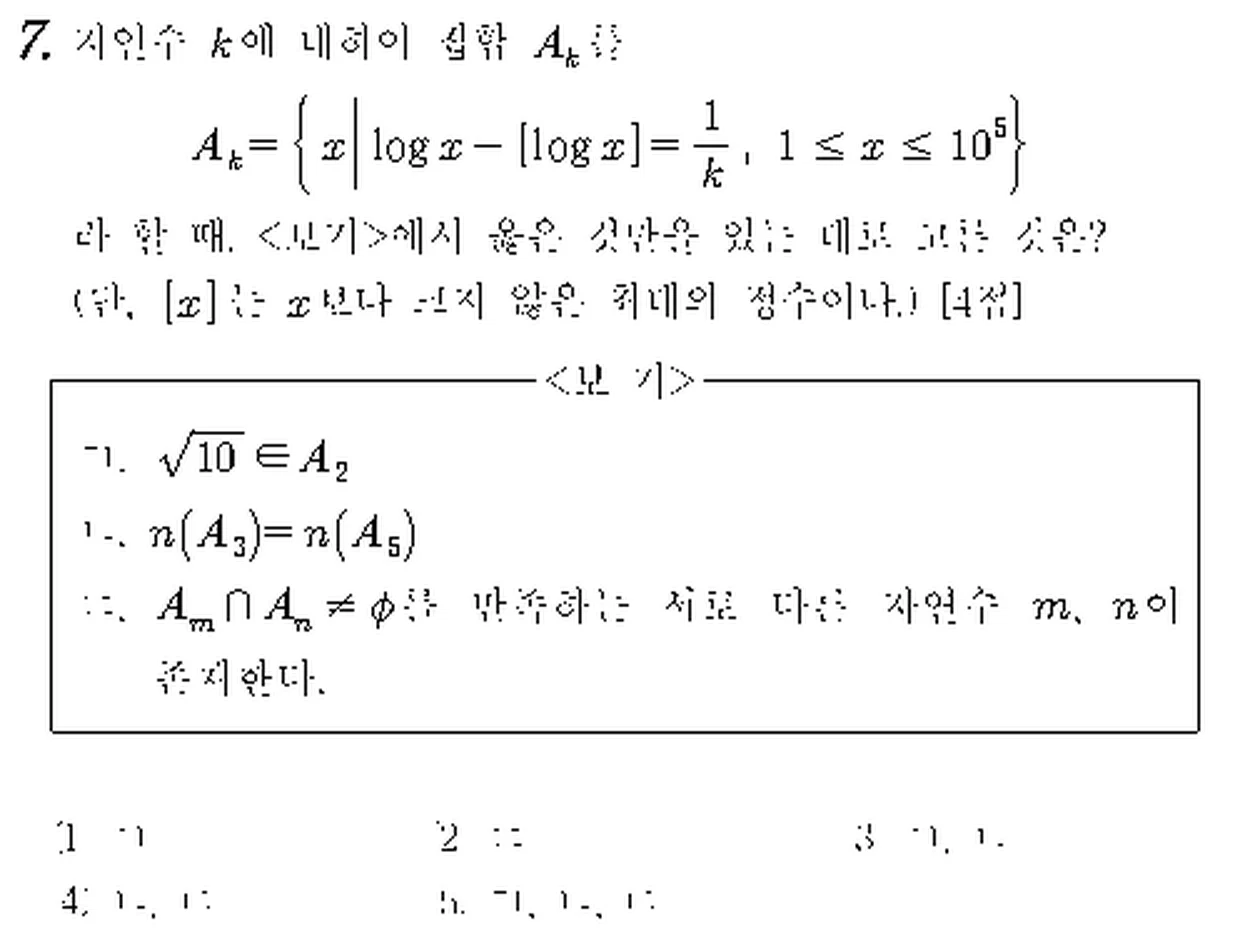 7. 자연수 k에 대하여 집합 A_k를
A_k = { x | log x − [log x] = 1/k, 1 ≤ x ≤ 10^5 }
라 할 때, <보기>에서 옳은 것만을 있는 대로 고른 것은?
(단, [x]는 x보다 크지 않은 최대의 정수이다.) [4점]
<보 기>
ㄱ. √10 ∈ A_2
ㄴ. n(A_3) = n(A_5)
ㄷ. A_m ∩ A_n ≠ ϕ를 만족하는 서로 다른 자연수 m, n이
존재한다.
① ㄱ ② ㄷ ③ ㄱ, ㄴ
④ ㄴ, ㄷ ⑤ ㄱ, ㄴ, ㄷ